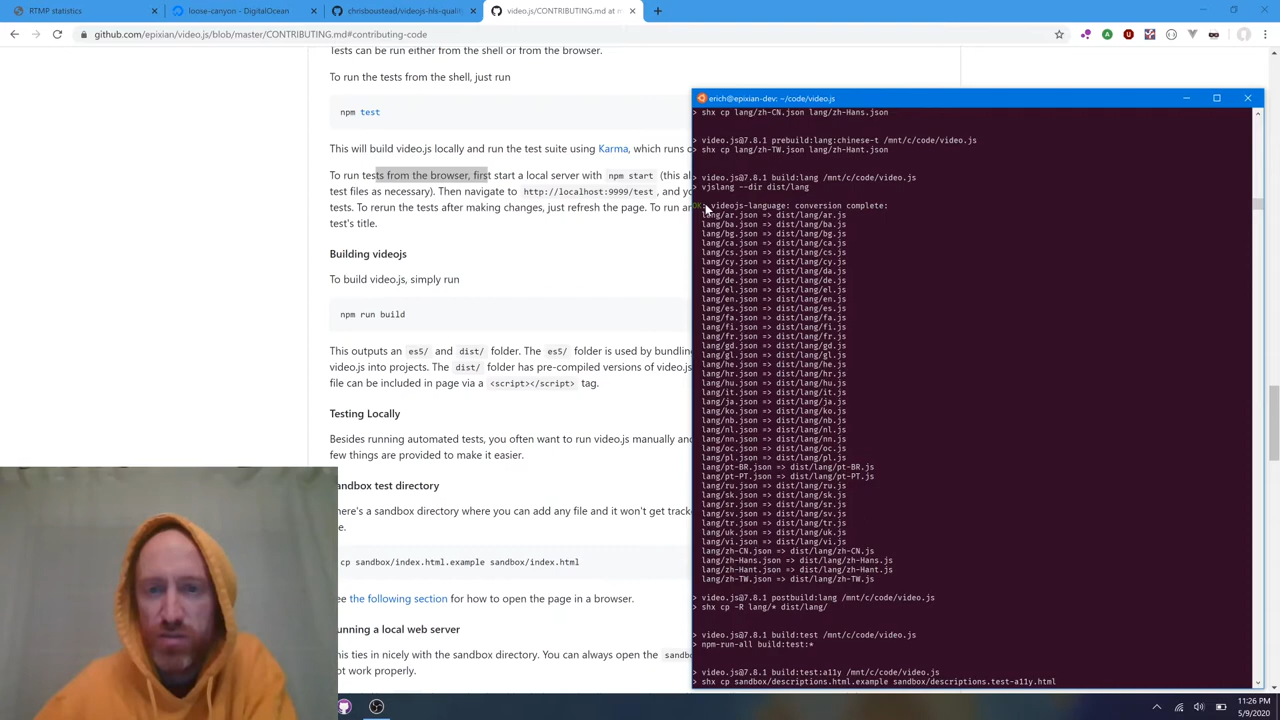 RTMP statistics
loose-canyon - DigitalOcean
chrisboustead/videojs-hls-quality
video.js/CONTRIBUTING.md at m
github.com/epixian/video.js/blob/master/CONTRIBUTING.md#contributing-code
Tests can be run either from the shell or from the browser.
To run the tests from the shell, just run
npm test
This will build video.js locally and run the test suite using Karma, which runs o
To run tests from the browser, first start a local server with npm start (this al
test files as necessary). Then navigate to http://localhost:9999/test, and yo
tests. To rerun the tests after making changes, just refresh the page. To run an
test's title.
Building videojs
To build video.js, simply run
npm run build
This outputs an es5/ and dist/ folder. The es5/ folder is used by bundlin
video.js into projects. The dist/ folder has pre-compiled versions of video.js
file can be included in page via a <script></script> tag.
Testing Locally
Besides running automated tests, you often want to run video.js manually and
few things are provided to make it easier.
andbox test directory
here's a sandbox directory where you can add any file and it won't get track
e.
cp sandbox/index.html.example sandbox/index.html
ee the following section for how to open the page in a browser.
unning a local web server
his ties in nicely with the sandbox directory. You can always open the sandb
ot work properly.
erich@epixian-dev: ~/code/video.js
> shx cp lang/zh-CN.json lang/zh-Hans.json
> video.js@7.8.1 prebuild:lang:chinese-t /mnt/c/code/video.js
> shx cp lang/zh-TW.json lang/zh-Hant.json
> video.js@7.8.1 build:lang /mnt/c/code/video.js
> vjslang --dir dist/lang
OK: videojs-language: conversion complete:
lang/ar.json => dist/lang/ar.js
lang/ba.json => dist/lang/ba.js
lang/bg.json => dist/lang/bg.js
lang/ca.json => dist/lang/ca.js
lang/cs.json => dist/lang/cs.js
lang/cy.json => dist/lang/cy.js
lang/da.json => dist/lang/da.js
lang/de.json => dist/lang/de.js
lang/el.json => dist/lang/el.js
lang/en.json => dist/lang/en.js
lang/es.json => dist/lang/es.js
lang/fa.json => dist/lang/fa.js
lang/fi.json => dist/lang/fi.js
lang/fr.json => dist/lang/fr.js
lang/gd.json => dist/lang/gd.js
lang/gl.json => dist/lang/gl.js
lang/he.json => dist/lang/he.js
lang/hr.json => dist/lang/hr.js
lang/hu.json => dist/lang/hu.js
lang/it.json => dist/lang/it.js
lang/ja.json => dist/lang/ja.js
lang/ko.json => dist/lang/ko.js
lang/nb.json => dist/lang/nb.js
lang/nl.json => dist/lang/nl.js
lang/nn.json => dist/lang/nn.js
lang/oc.json => dist/lang/oc.js
lang/pl.json => dist/lang/pl.js
lang/pt-BR.json => dist/lang/pt-BR.js
lang/pt-PT.json => dist/lang/pt-PT.js
lang/ru.json => dist/lang/ru.js
lang/sk.json => dist/lang/sk.js
lang/sr.json => dist/lang/sr.js
lang/sv.json => dist/lang/sv.js
lang/tr.json => dist/lang/tr.js
lang/uk.json => dist/lang/uk.js
lang/vi.json => dist/lang/vi.js
lang/zh-CN.json => dist/lang/zh-CN.js
lang/zh-Hans.json => dist/lang/zh-Hans.js
lang/zh-Hant.json => dist/lang/zh-Hant.js
lang/zh-TW.json => dist/lang/zh-TW.js
> video.js@7.8.1 postbuild:lang /mnt/c/code/video.js
> shx cp -R lang/* dist/lang/
> video.js@7.8.1 build:test /mnt/c/code/video.js
> npm-run-all build:test:*
> video.js@7.8.1 build:test:a11y /mnt/c/code/video.js
> shx cp sandbox/descriptions.html.example sandbox/descriptions.test-a11y.html
11:26 PM
5/9/2020